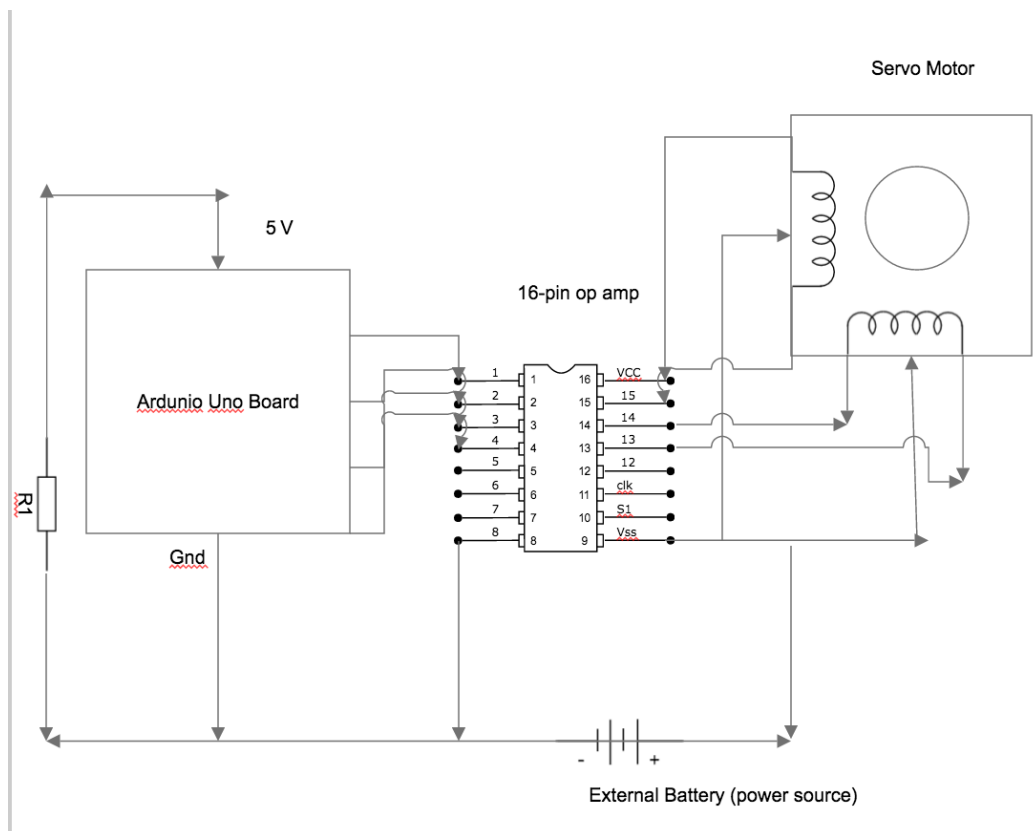 Servo Motor
5 V
16-pin op amp
Ardunio Uno Board
1 1 16 VCC
2 2 15 15
3 3 14 14
4 4 13 13
5 5 12 12
6 6 11 clk
7 7 10 S1
8 8 9 Vss
R1
Gnd
- +
External Battery (power source)